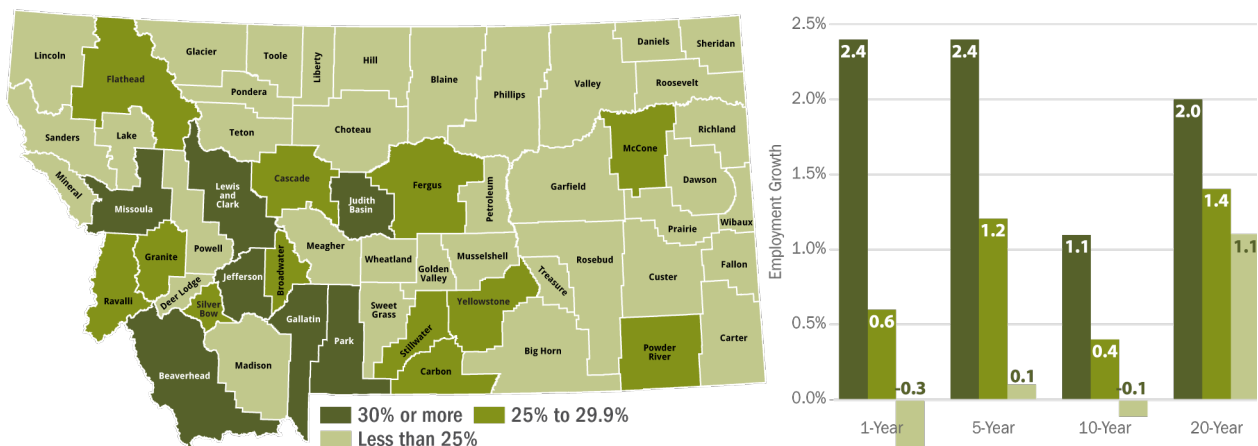 Lincoln
Flathead
Glacier
Toole
Liberty
Hill
Blaine
Phillips
Valley
Daniels
Sheridan
Roosevelt
Pondera
Teton
Choteau
Sanders
Lake
Mineral
Missoula
Lewis
and
Clark
Cascade
Judith
Basin
Fergus
Petroleum
Garfield
McCone
Richland
Dawson
Wibaux
Prairie
Powell
Granite
Ravalli
Deer Lodge
Silver
Bow
Jefferson
Broadwater
Meagher
Wheatland
Golden
Valley
Musselshell
Treasure
Rosebud
Custer
Fallon
Gallatin
Park
Sweet
Grass
Stillwater
Yellowstone
Carbon
Big Horn
Powder
River
Carter
Beaverhead
Madison
30% or more
25% to 29.9%
Less than 25%
Employment Growth
2.5%
2.0%
1.5%
1.0%
0.5%
0.0%
2.4
0.6
-0.3
2.4
1.2
0.1
1.1
0.4
-0.1
2.0
1.4
1.1
1-Year
5-Year
10-Year
20-Year